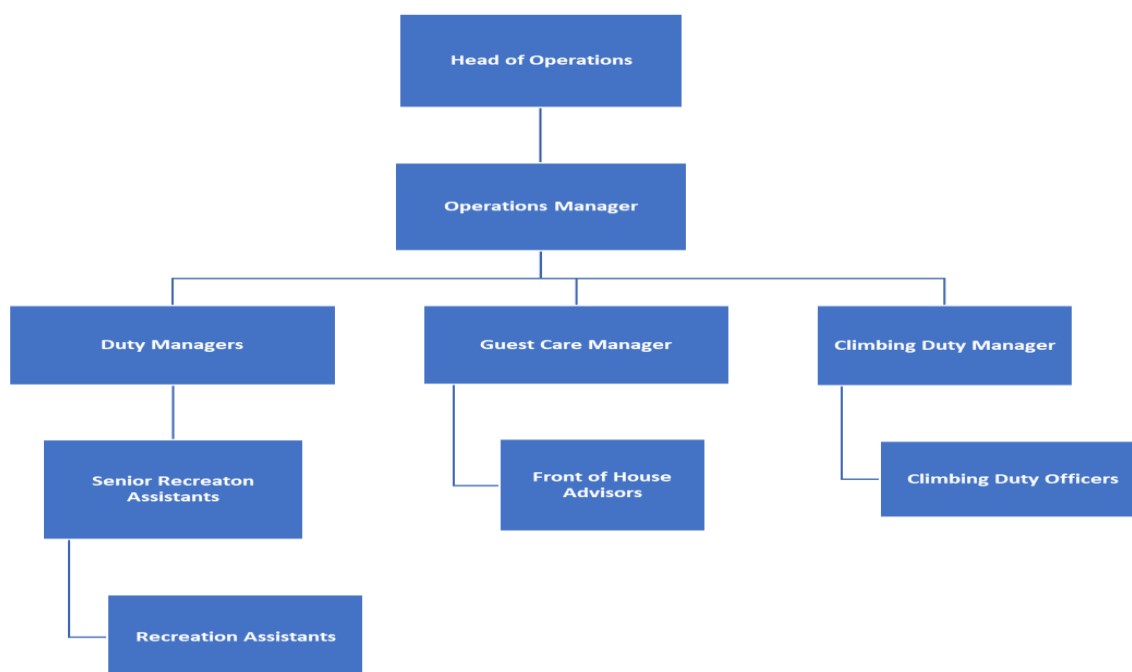 Head of Operations
Operations Manager
Duty Managers
Guest Care Manager
Climbing Duty Manager
Senior Recreaton
Assistants
Front of House
Advisors
Climbing Duty Officers
Recreation Assistants